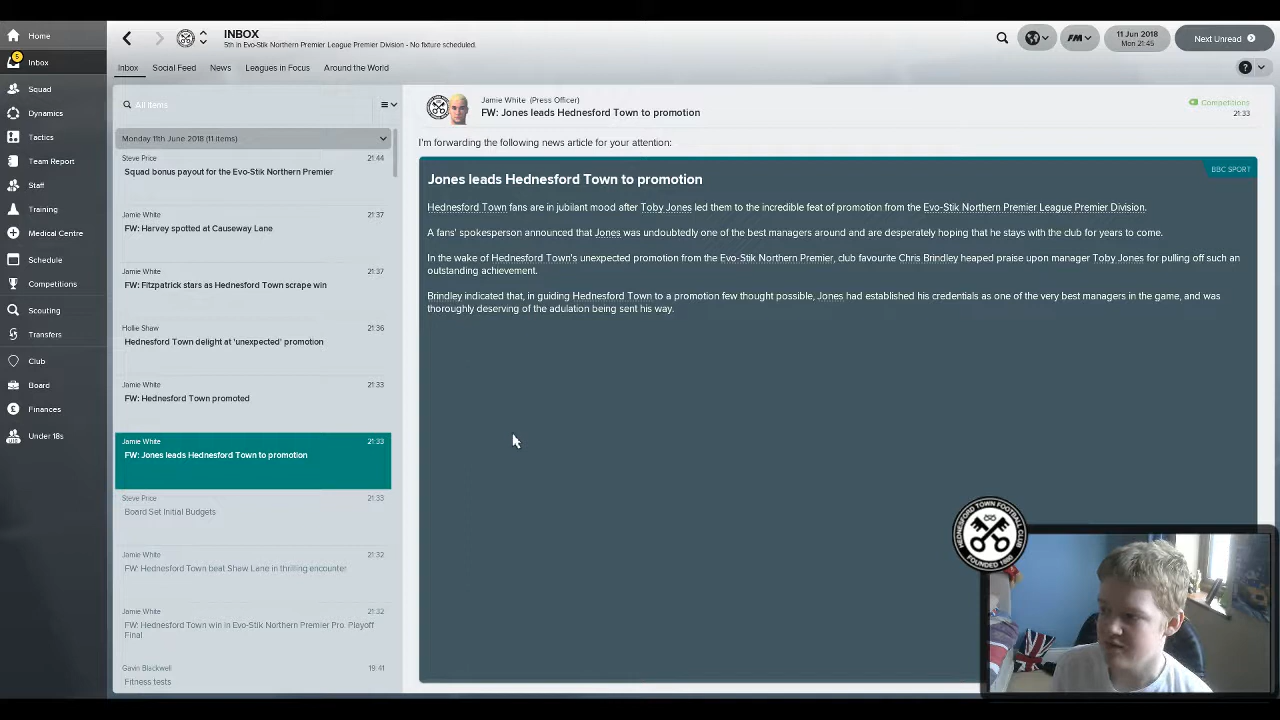 Home
5
Inbox
Squad
Dynamics
Tactics
Team Report
Staff
Training
Medical Centre
Schedule
Competitions
Scouting
Transfers
Club
Board
Finances
Under 18s
INBOX
5th in Evo-Stik Northern Premier League Premier Division - No fixture scheduled.
FM
11 Jun 2018
Mon 21:45
Next Unread
Inbox
Social Feed
News
Leagues in Focus
Around the World
?
All items
Monday 11th June 2018 (11 items)
Steve Price 21:44
Squad bonus payout for the Evo-Stik Northern Premier
Jamie White 21:37
FW: Harvey spotted at Causeway Lane
Jamie White 21:37
FW: Fitzpatrick stars as Hednesford Town scrape win
Hollie Shaw 21:36
Hednesford Town delight at 'unexpected' promotion
Jamie White 21:33
FW: Hednesford Town promoted
Jamie White 21:33
FW: Jones leads Hednesford Town to promotion
Steve Price 21:33
Board Set Initial Budgets
Jamie White 21:32
FW: Hednesford Town beat Shaw Lane in thrilling encounter
Jamie White 21:32
FW: Hednesford Town win in Evo-Stik Northern Premier Pro. Playoff
Final
Gavin Blackwell 19:41
Fitness tests
Jamie White (Press Officer)
FW: Jones leads Hednesford Town to promotion
Competitions
21:33
I'm forwarding the following news article for your attention:
BBC SPORT
Jones leads Hednesford Town to promotion
Hednesford Town fans are in jubilant mood after Toby Jones led them to the incredible feat of promotion from the Evo-Stik Northern Premier League Premier Division.
A fans' spokesperson announced that Jones was undoubtedly one of the best managers around and are desperately hoping that he stays with the club for years to come.
In the wake of Hednesford Town's unexpected promotion from the Evo-Stik Northern Premier, club favourite Chris Brindley heaped praise upon manager Toby Jones for pulling off such an
outstanding achievement.
Brindley indicated that, in guiding Hednesford Town to a promotion few thought possible, Jones had established his credentials as one of the very best managers in the game, and was
thoroughly deserving of the adulation being sent his way.
HEDNESFORD TOWN FOOTBALL CLUB
FOUNDED 1880